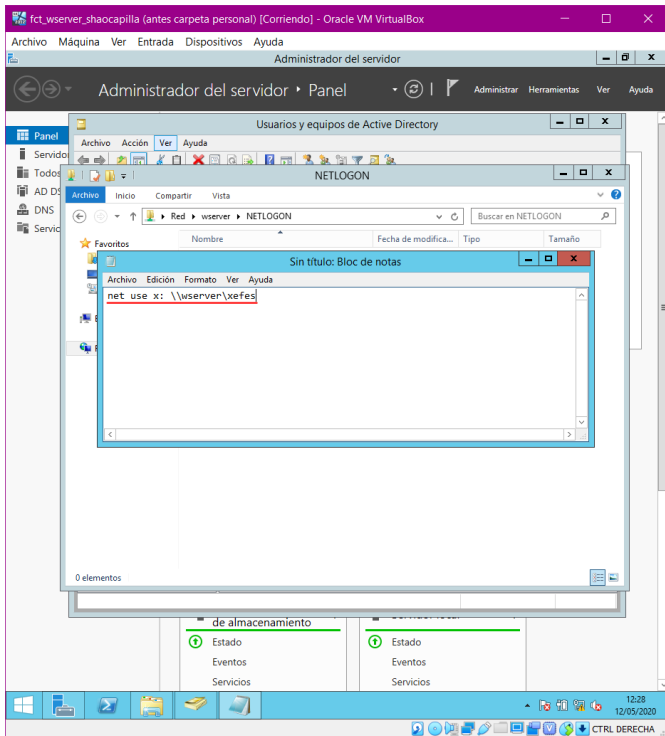 fct_wserver_shaocapilla (antes carpeta personal) [Corriendo] - Oracle VM VirtualBox
Archivo Máquina Ver Entrada Dispositivos Ayuda
Administrador del servidor
Administrador del servidor Panel
Administrar Herramientas Ver Ayuda
Usuarios y equipos de Active Directory
Panel
Archivo Acción Ver Ayuda
Todos
NETLOGON
AD DS
Archivo Inicio Compartir Vista
DNS
Red wserver NETLOGON
Buscar en NETLOGON
Servic
Favoritos
Nombre Fecha de modifica... Tipo Tamaño
Sin título: Bloc de notas
Archivo Edición Formato Ver Ayuda
net use x: \\wserver\xefes
0 elementos
de almacenamiento
Estado
Estado
Eventos
Eventos
Servicios
Servicios
12:28
12/05/2020
CTRL DERECHA